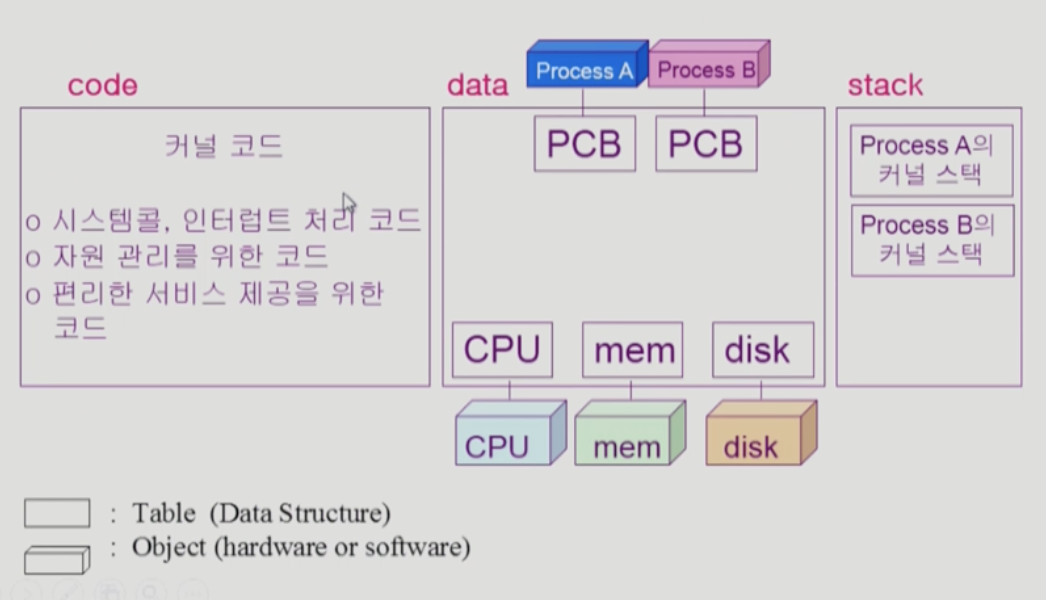 code
커널 코드
o 시스템콜, 인터럽트 처리 코드
o 자원 관리를 위한 코드
o 편리한 서비스 제공을 위한
코드
data
Process A
Process B
PCB
PCB
CPU
mem
disk
CPU
mem
disk
stack
Process A의
커널 스택
Process B의
커널 스택
: Table (Data Structure)
: Object (hardware or software)